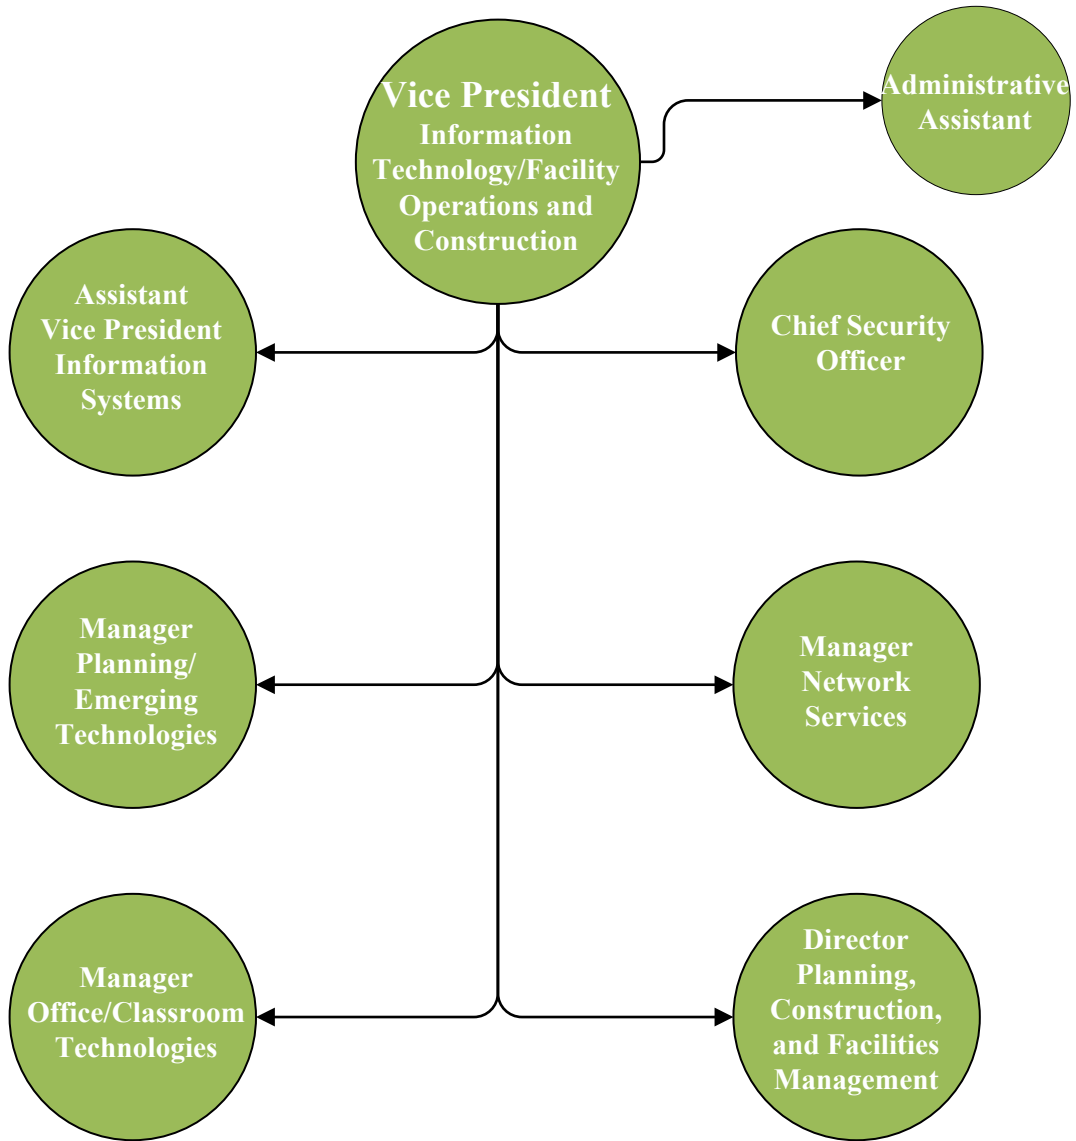 Vice President
Information
Technology/Facility
Operations and
Construction
Administrative
Assistant
Assistant
Vice President
Information
Systems
Chief Security
Officer
Manager
Planning/
Emerging
Technologies
Manager
Network
Services
Manager
Office/Classroom
Technologies
Director
Planning,
Construction,
and Facilities
Management